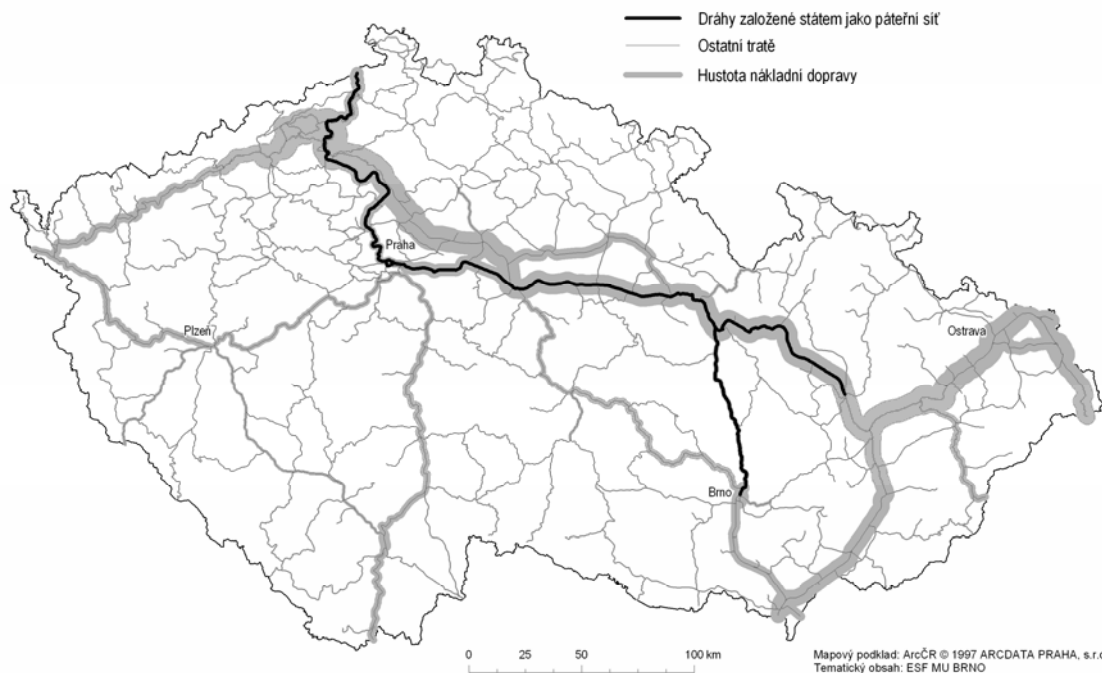 Dráhy založené státem jako páteřní síť
Ostatní tratě
Hustota nákladní dopravy
Praha
Plzeň
Ostrava
Brno
0 25 50 100 km
Mapový podklad: ArcČR © 1997 ARCDATA PRAHA, s.r.o
Tematický obsah: ESF MU BRNO